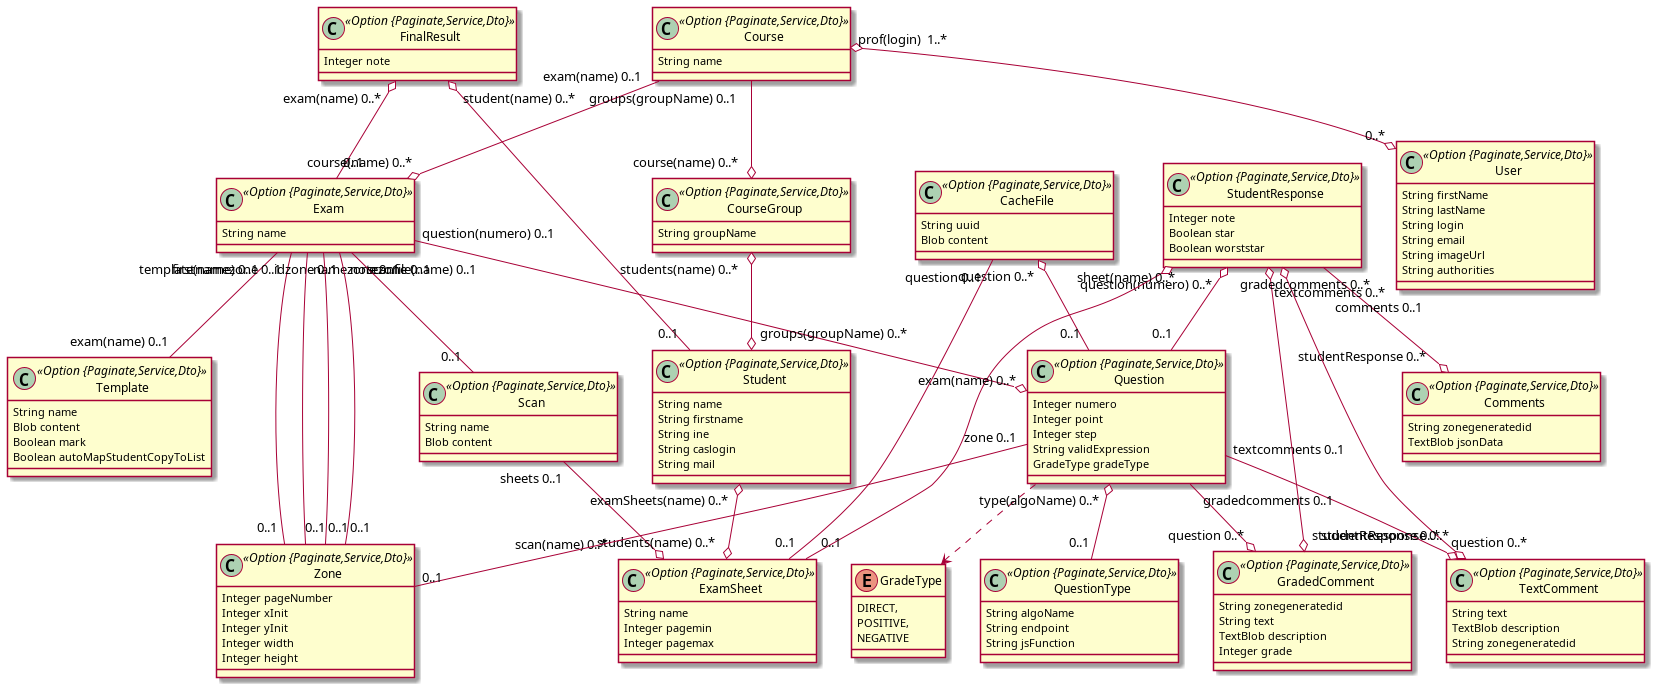 C «Option {Paginate,Service,Dto}»
FinalResult
Integer note
C «Option {Paginate,Service,Dto}»
Course
String name
prof(login) 1..*
exam(name) 0..1
exam(name) 0..*
student(name) 0..*
groups(groupName) 0..1
0..*
course(name) 0..*
0..1
course(name) 0..*
C «Option {Paginate,Service,Dto}»
User
String firstName
String lastName
String login
String email
String imageUrl
String authorities
C «Option {Paginate,Service,Dto}»
StudentResponse
Integer note
Boolean star
Boolean worststar
C «Option {Paginate,Service,Dto}»
CacheFile
String uuid
Blob content
C «Option {Paginate,Service,Dto}»
Exam
String name
C «Option {Paginate,Service,Dto}»
CourseGroup
String groupName
question(numero) 0..1
students(name) 0..*
question 0..1
question 0..*
sheet(name) 0..*
question(numero) 0..*
gradedcomments 0..*
textcomments 0..*
comments 0..1
exam(name) 0..1
0..1
0..1
groups(groupName) 0..*
0..1
0..1
studentResponse 0..*
exam(name) 0..*
C «Option {Paginate,Service,Dto}»
Template
String name
Blob content
Boolean mark
Boolean autoMapStudentCopyToList
C «Option {Paginate,Service,Dto}»
Scan
String name
Blob content
C «Option {Paginate,Service,Dto}»
Student
String name
String firstname
String ine
String caslogin
String mail
C «Option {Paginate,Service,Dto}»
Question
Integer numero
Integer point
Integer step
String validExpression
GradeType gradeType
C «Option {Paginate,Service,Dto}»
Comments
String zonegeneratedid
TextBlob jsonData
zone 0..1
textcomments 0..1
sheets 0..1
examSheets(name) 0..*
type(algoName) 0..*
gradedcomments 0..1
0..1
0..1
0..1
0..1
scan(name) 0..*
students(name) 0..*
0..1
0..1
0..1
question 0..*
studentResponse 0..*
question 0..*
0..1
C «Option {Paginate,Service,Dto}»
Zone
Integer pageNumber
Integer xInit
Integer yInit
Integer width
Integer height
C «Option {Paginate,Service,Dto}»
ExamSheet
String name
Integer pagemin
Integer pagemax
E GradeType
DIRECT,
POSITIVE,
NEGATIVE
C «Option {Paginate,Service,Dto}»
QuestionType
String algoName
String endpoint
String jsFunction
C «Option {Paginate,Service,Dto}»
GradedComment
String zonegeneratedid
String text
TextBlob description
Integer grade
C «Option {Paginate,Service,Dto}»
TextComment
String text
TextBlob description
String zonegeneratedid